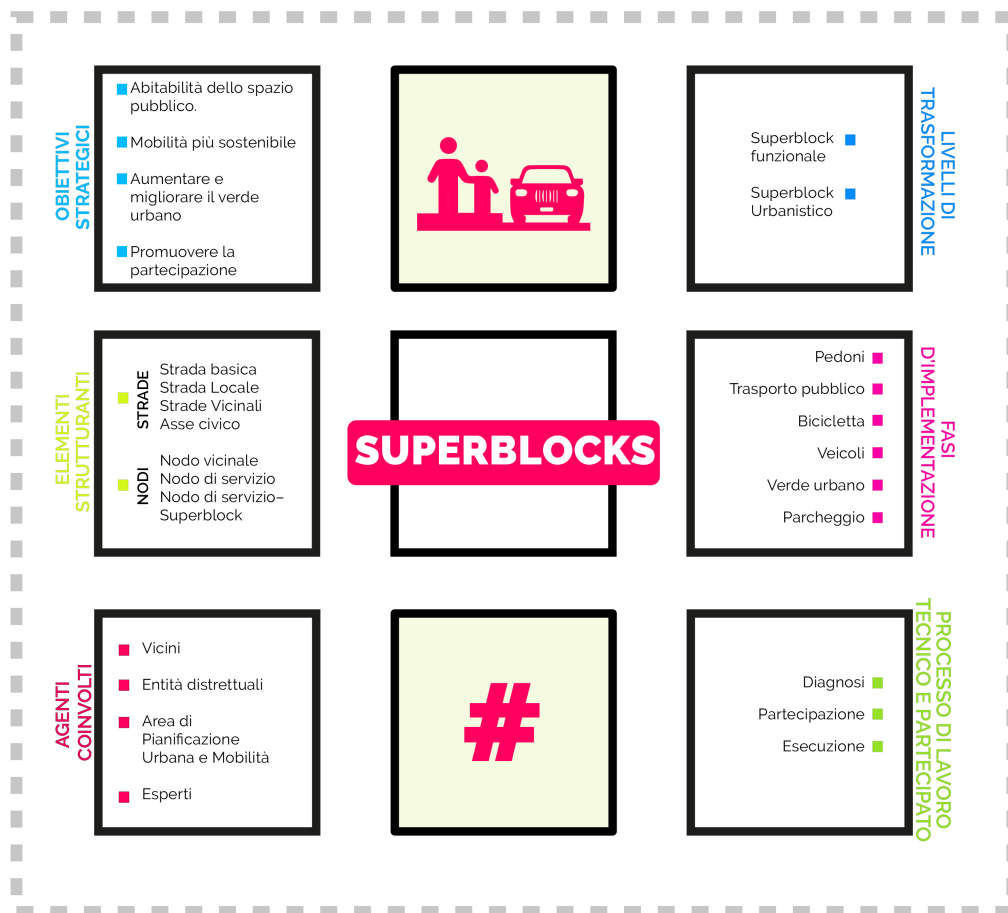 OBIETTIVI
STRATEGICI
Abitabilità dello spazio
pubblico.
Mobilità più sostenibile
Aumentare e
migliorare il verde
urbano
Promuovere la
partecipazione
Superblock
funzionale
Superblock
Urbanistico
LIVELLI DI
TRASFORMAZIONE
ELEMENTI
STRUTTURANTI
STRADE
Strada basica
Strada Locale
Strade Vicinali
Asse civico
NODI
Nodo vicinale
Nodo di servizio
Nodo di servizio–
Superblock
SUPERBLOCKS
Pedoni
Trasporto pubblico
Bicicletta
Veicoli
Verde urbano
Parcheggio
FASI
D'IMPLEMENTAZIONE
AGENTI
COINVOLTI
Vicini
Entità distrettuali
Area di
Pianificazione
Urbana e Mobilità
Esperti
#
Diagnosi
Partecipazione
Esecuzione
PROCESSO DI LAVORO
TECNICO E PARTECIPATO